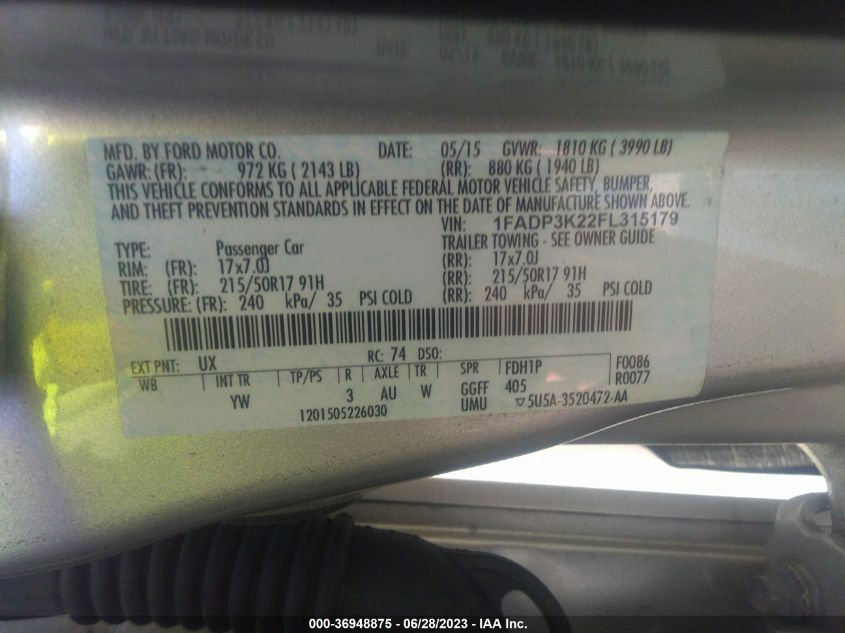 MFD. BY FORD MOTOR CO. DATE: 05/15 GVWR: 1810 KG ( 3990 LB)
GAWR: (FR): 972 KG ( 2143 LB) (RR): 880 KG ( 1940 LB)
THIS VEHICLE CONFORMS TO ALL APPLICABLE FEDERAL MOTOR VEHICLE SAFETY, BUMPER,
AND THEFT PREVENTION STANDARDS IN EFFECT ON THE DATE OF MANUFACTURE SHOWN ABOVE.
VIN: 1FADP3K22FL315179
TYPE: Passenger Car TRAILER TOWING - SEE OWNER GUIDE
RIM: (FR): 17x7.0J (RR): 17x7.0J
TIRE: (FR): 215/50R17 91H (RR): 215/50R17 91H
PRESSURE: (FR): 240 kPa/ 35 PSI COLD (RR): 240 kPa/ 35 PSI COLD
EXT PNT: UX RC: 74 DSO:
WB INT TR TP/PS R AXLE TR SPR FDH1P F0086
YW 3 AU W GGFF 405 R0077
1201505226030 UMU ▽5U5A-3520472-AA
000-36948875 - 06/28/2023 - IAA Inc.